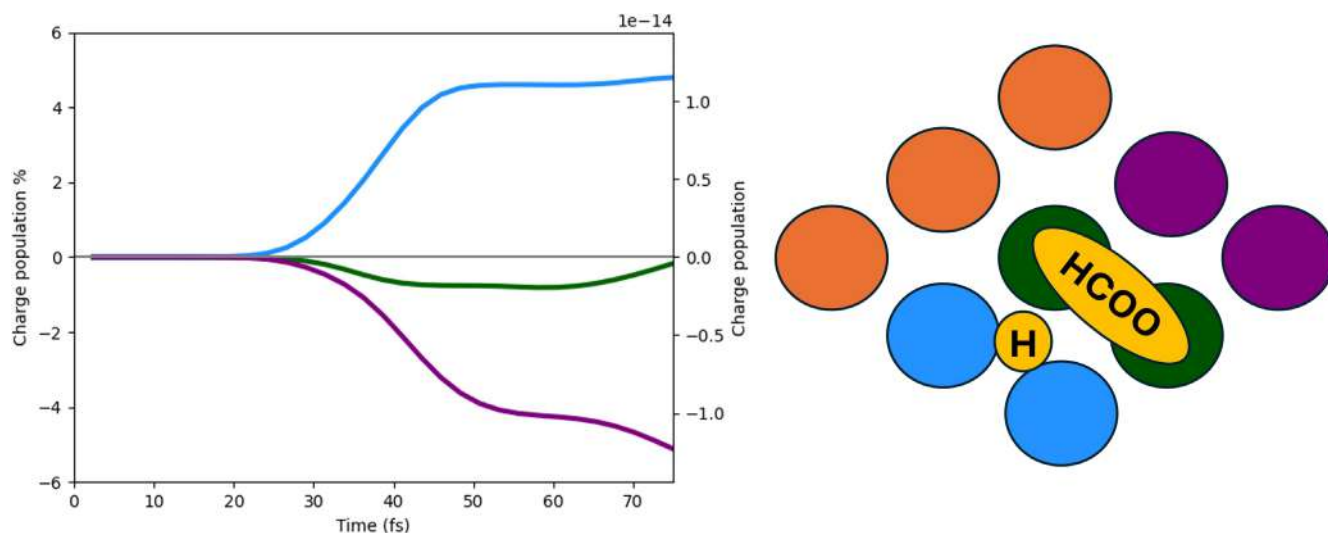 1e−14
6
4
2
0
−2
−4
−6
Charge population %
1.0
0.5
0.0
−0.5
−1.0
Charge population
0 10 20 30 40 50 60 70
Time (fs)
HCOO
H